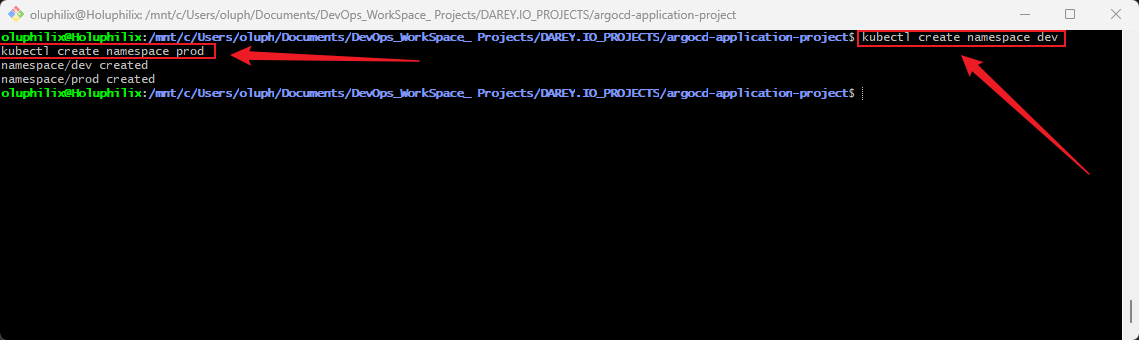 oluphilix@Holuphilix: /mnt/c/Users/oluph/Documents/DevOps_WorkSpace_ Projects/DAREY.IO_PROJECTS/argocd-application-project
oluphilix@Holuphilix:/mnt/c/Users/oluph/Documents/DevOps_WorkSpace_ Projects/DAREY.IO_PROJECTS/argocd-application-project$ kubectl create namespace dev
kubectl create namespace prod
namespace/dev created
namespace/prod created
oluphilix@Holuphilix:/mnt/c/Users/oluph/Documents/DevOps_WorkSpace_ Projects/DAREY.IO_PROJECTS/argocd-application-project$